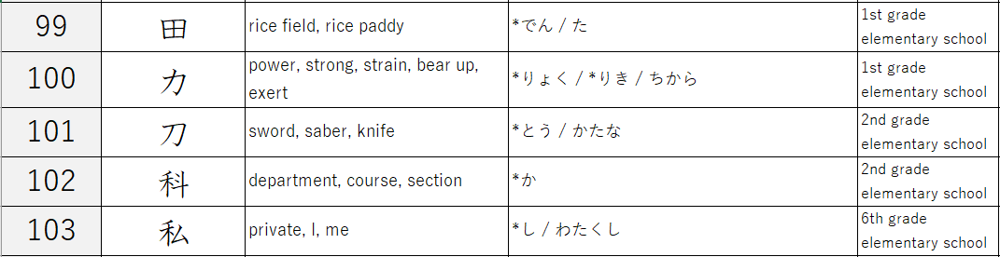 99 田 rice field, rice paddy *でん / た 1st grade elementary school
100 力 power, strong, strain, bear up, exert *りょく / *りき / ちから 1st grade elementary school
101 刀 sword, saber, knife *とう / かたな 2nd grade elementary school
102 科 department, course, section *か 2nd grade elementary school
103 私 private, I, me *し / わたくし 6th grade elementary school